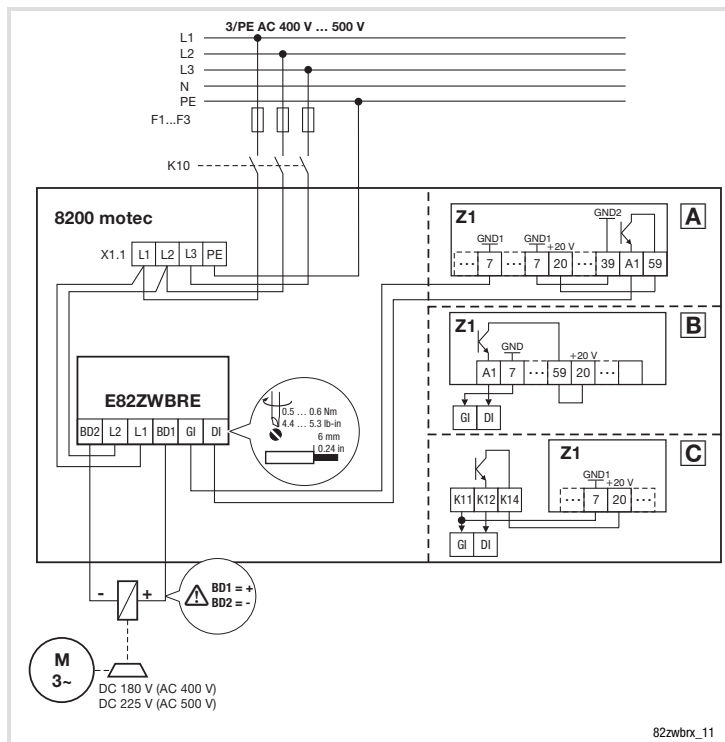 3/PE AC 400 V ... 500 V
L1
L2
L3
N
PE
F1...F3
K10
8200 motec
X1.1 L1 L2 L3 PE
E82ZWBRE
BD2 L2 L1 BD1 GI DI
0.5 ... 0.6 Nm
4.4 ... 5.3 lb-in
6 mm
0.24 in
Z1
A
GND2
GND1 GND1
+20 V
... 7 ... 7 20 ... 39 A1 59
Z1
B
GND
+20 V
A1 7 ... 59 20 ...
GI DI
Z1
C
GND1
+20 V
K11 K12 K14
... 7 20 ...
GI DI
- +
BD1 = +
BD2 = -
M
3~
DC 180 V (AC 400 V)
DC 225 V (AC 500 V)
82zwbrx_11